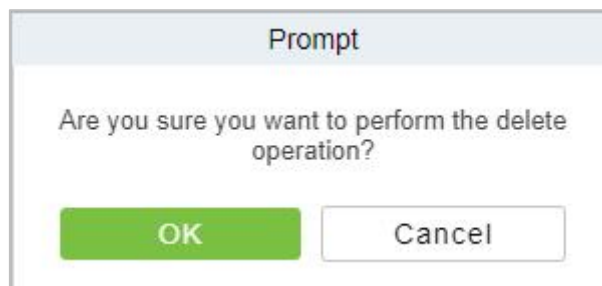 Prompt
Are you sure you want to perform the delete
operation?
OK
Cancel